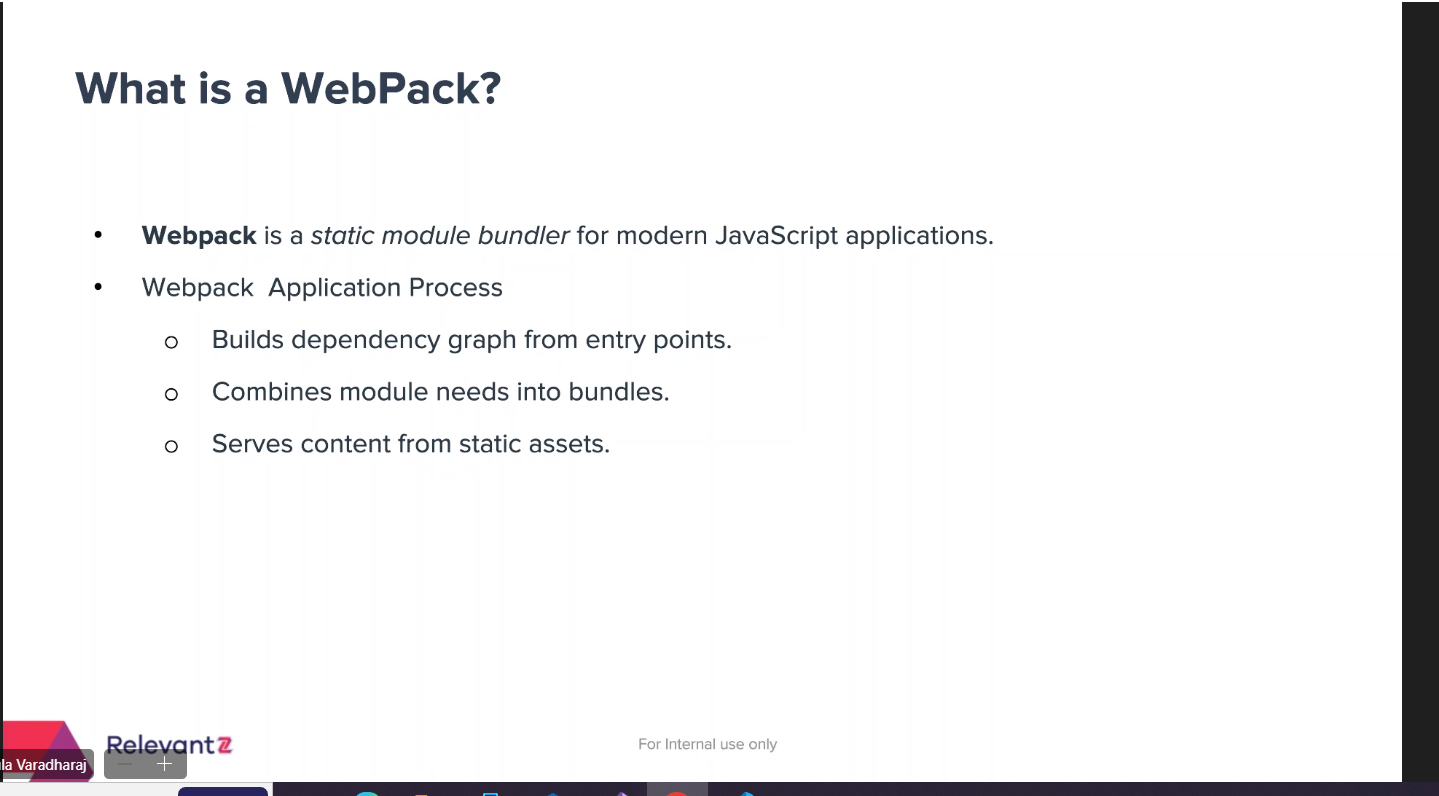 What is a WebPack?
• Webpack is a static module bundler for modern JavaScript applications.
• Webpack  Application Process
o Builds dependency graph from entry points.
o Combines module needs into bundles.
o Serves content from static assets.
RelevantZ
For Internal use only
Varadharaj